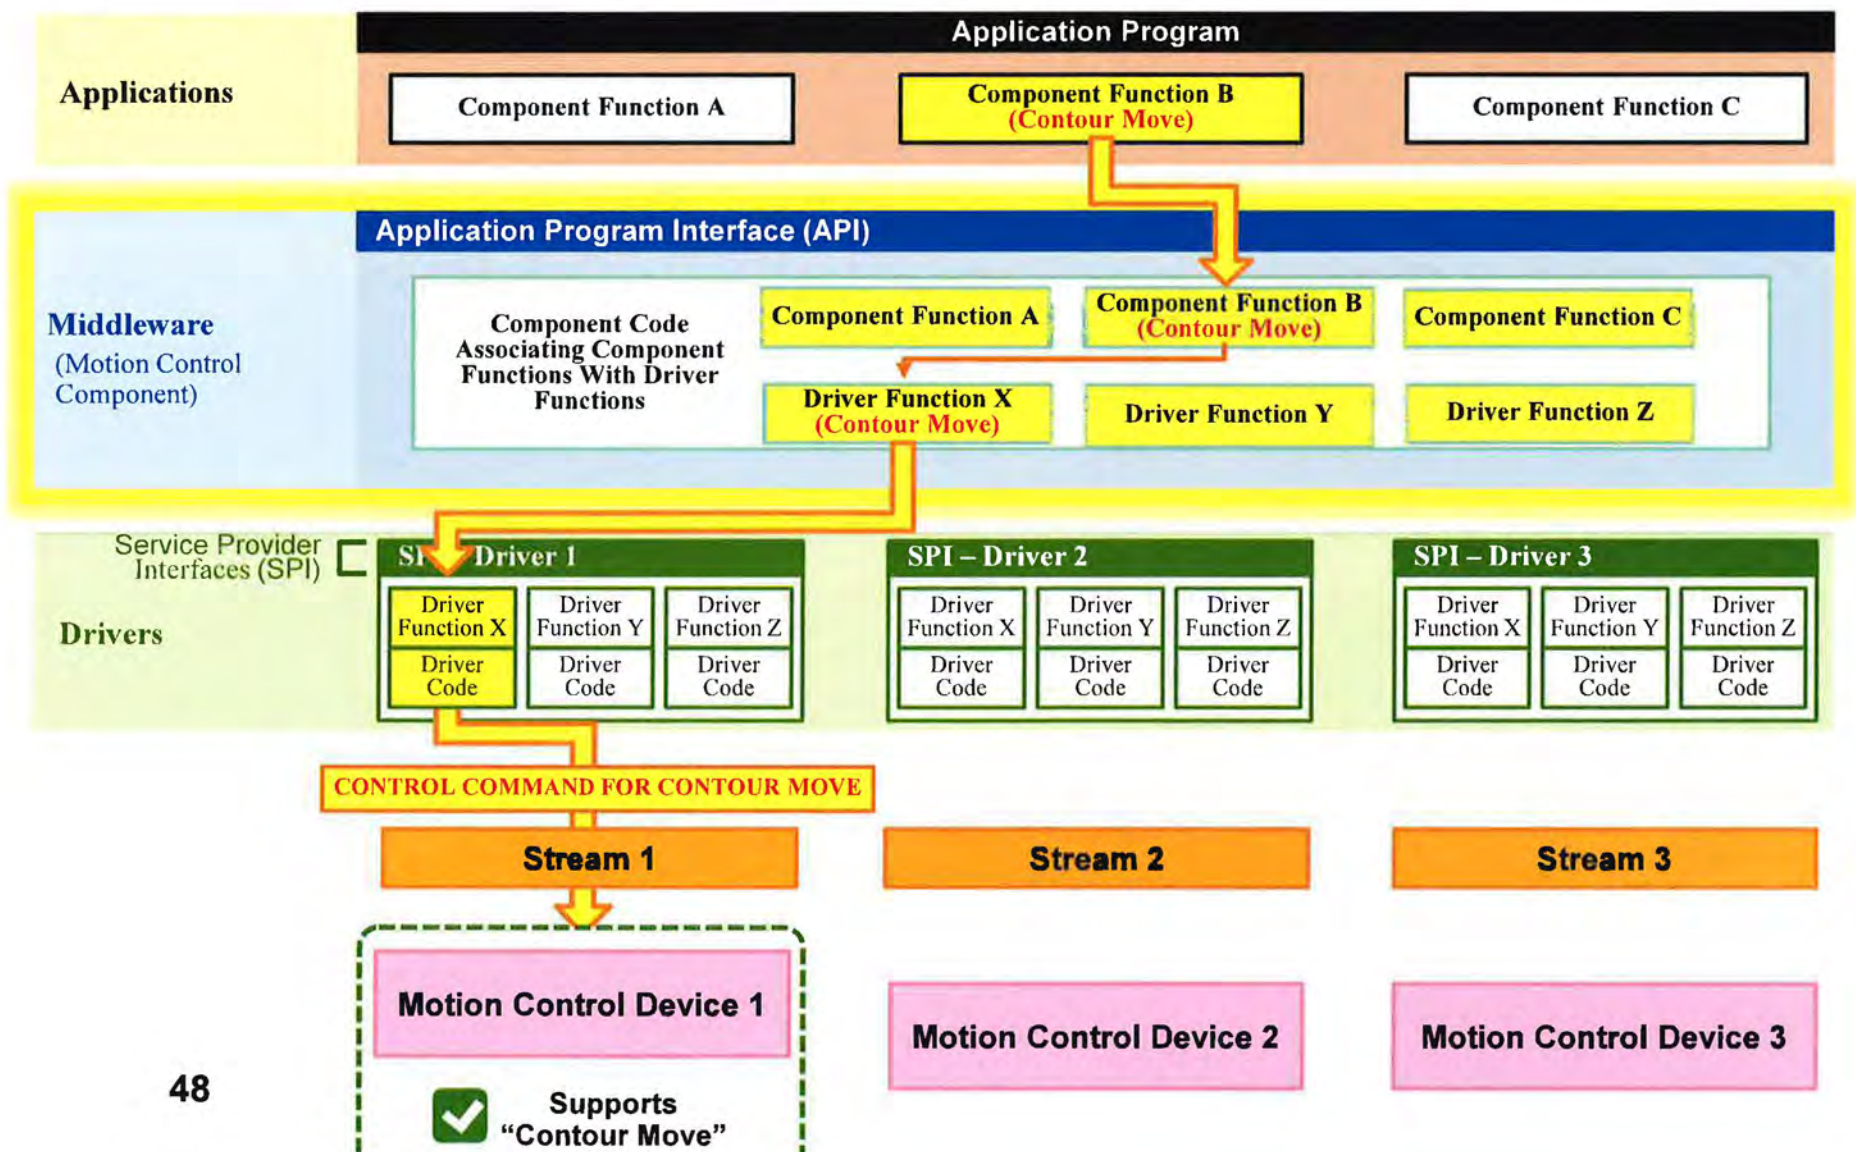 Application Program
Applications
Component Function A
Component Function B
(Contour Move)
Component Function C
Application Program Interface (API)
Middleware
(Motion Control
Component)
Component Code
Associating Component
Functions With Driver
Functions
Component Function A
Component Function B
(Contour Move)
Component Function C
Driver Function X
(Contour Move)
Driver Function Y
Driver Function Z
Service Provider
Interfaces (SPI)
Drivers
Driver 1
Driver
Function X
Driver
Code
Driver
Function Y
Driver
Code
Driver
Function Z
Driver
Code
SPI – Driver 2
Driver
Function X
Driver
Code
Driver
Function Y
Driver
Code
Driver
Function Z
Driver
Code
SPI – Driver 3
Driver
Function X
Driver
Code
Driver
Function Y
Driver
Code
Driver
Function Z
Driver
Code
CONTROL COMMAND FOR CONTOUR MOVE
Stream 1
Stream 2
Stream 3
Motion Control Device 1
Motion Control Device 2
Motion Control Device 3
Supports
“Contour Move”
48